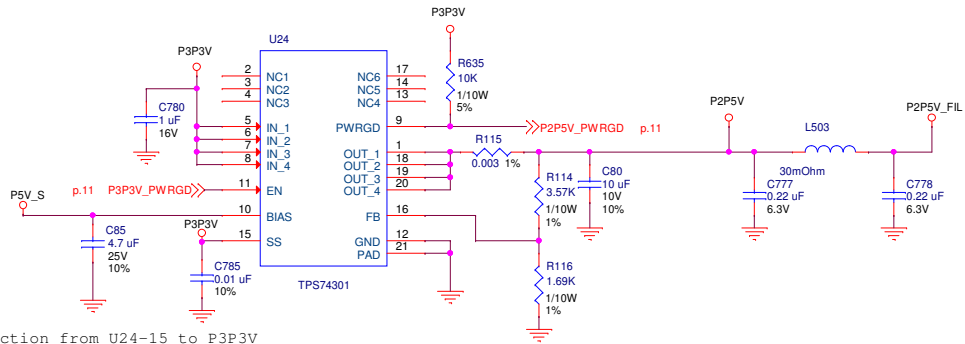 P3P3V
U24
P3P3V
2 NC1 NC6 17
3 NC2 NC5 14
4 NC3 NC4 13
R635
10K
1/10W
5%
C780
1 uF
16V
5 IN_1 PWRGD 9 P2P5V_PWRGD p.11
6 IN_2
7 IN_3
8 IN_4
OUT_1 1
OUT_2 18
OUT_3 19
OUT_4 20
R115
0.003 1%
P2P5V
L503
30mOhm
P2P5V_FIL
p.11 P3P3V_PWRGD 11 EN
R114
3.57K
1/10W
1%
C80
10 uF
10V
10%
C777
0.22 uF
6.3V
C778
0.22 uF
6.3V
P5V_S
10 BIAS FB 16
C85
4.7 uF
25V
10%
P3P3V
15 SS GND 12
PAD 21
C785
0.01 uF
10%
TPS74301
R116
1.69K
1/10W
1%
ction from U24-15 to P3P3V